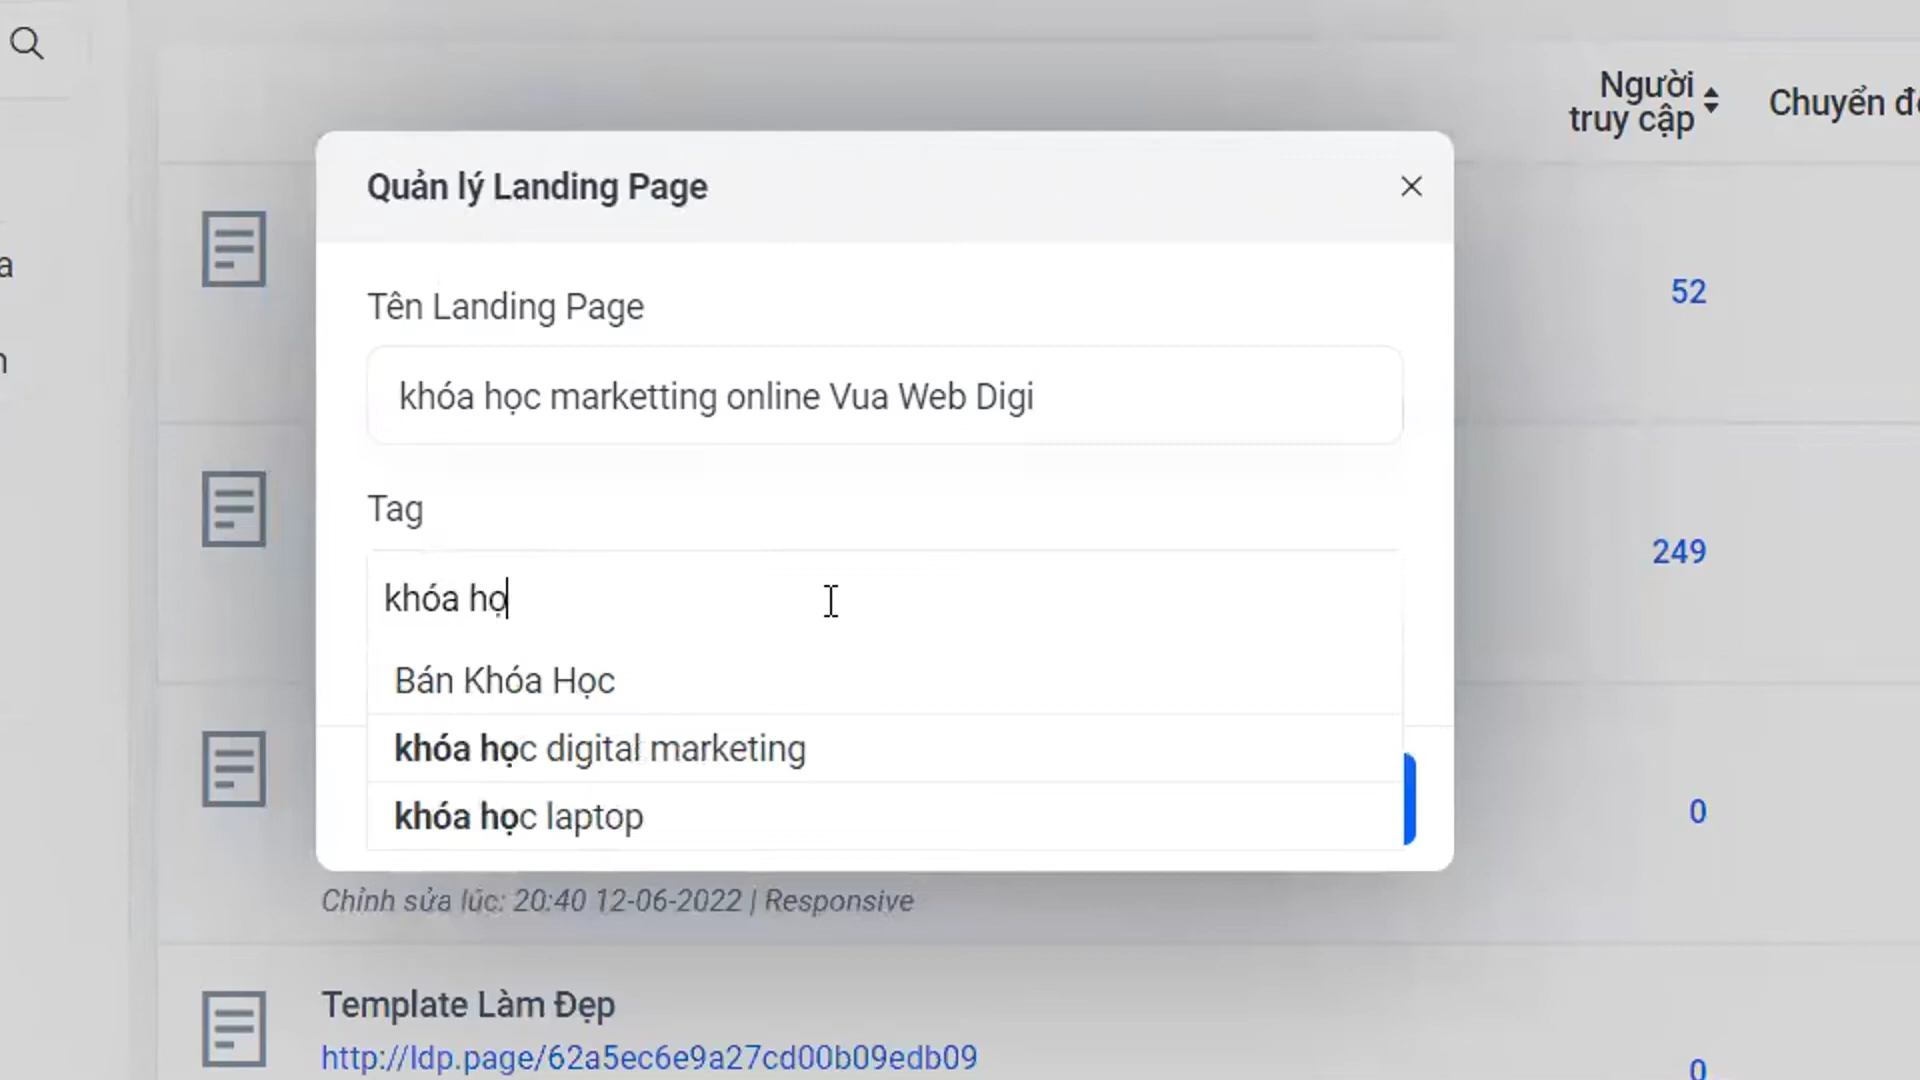 Người
truy cập
Chuyển đ
Quản lý Landing Page
Tên Landing Page
a
52
n
khóa học marketting online Vua Web Digi
Tag
249
khóa họ
Bán Khóa Học
khóa học digital marketing
khóa học laptop
0
Chỉnh sửa lúc: 20:40 12-06-2022 | Responsive
Template Làm Đẹp
http://ldp.page/62a5ec6e9a27cd00b09edb09
0